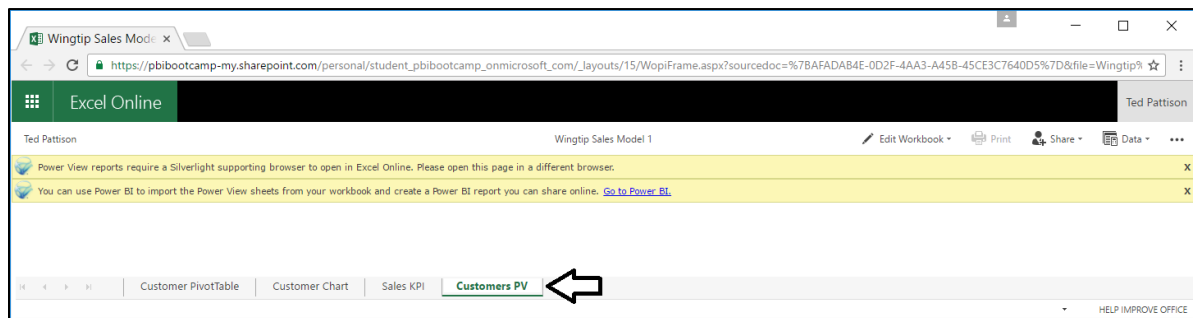 Wingtip Sales Mode
https://pbibootcamp-my.sharepoint.com/personal/student_pbibootcamp_onmicrosoft_com/_layouts/15/WopiFrame.aspx?sourcedoc=%7BAFADAB4E-0D2F-4AA3-A45B-45CE3C7640D5%7D&file=Wingtip%
Excel Online Ted Pattison
Ted Pattison Wingtip Sales Model 1 Edit Workbook Print Share Data
Power View reports require a Silverlight supporting browser to open in Excel Online. Please open this page in a different browser. x
You can use Power BI to import the Power View sheets from your workbook and create a Power BI report you can share online. Go to Power BI. x
Customer PivotTable Customer Chart Sales KPI Customers PV
HELP IMPROVE OFFICE